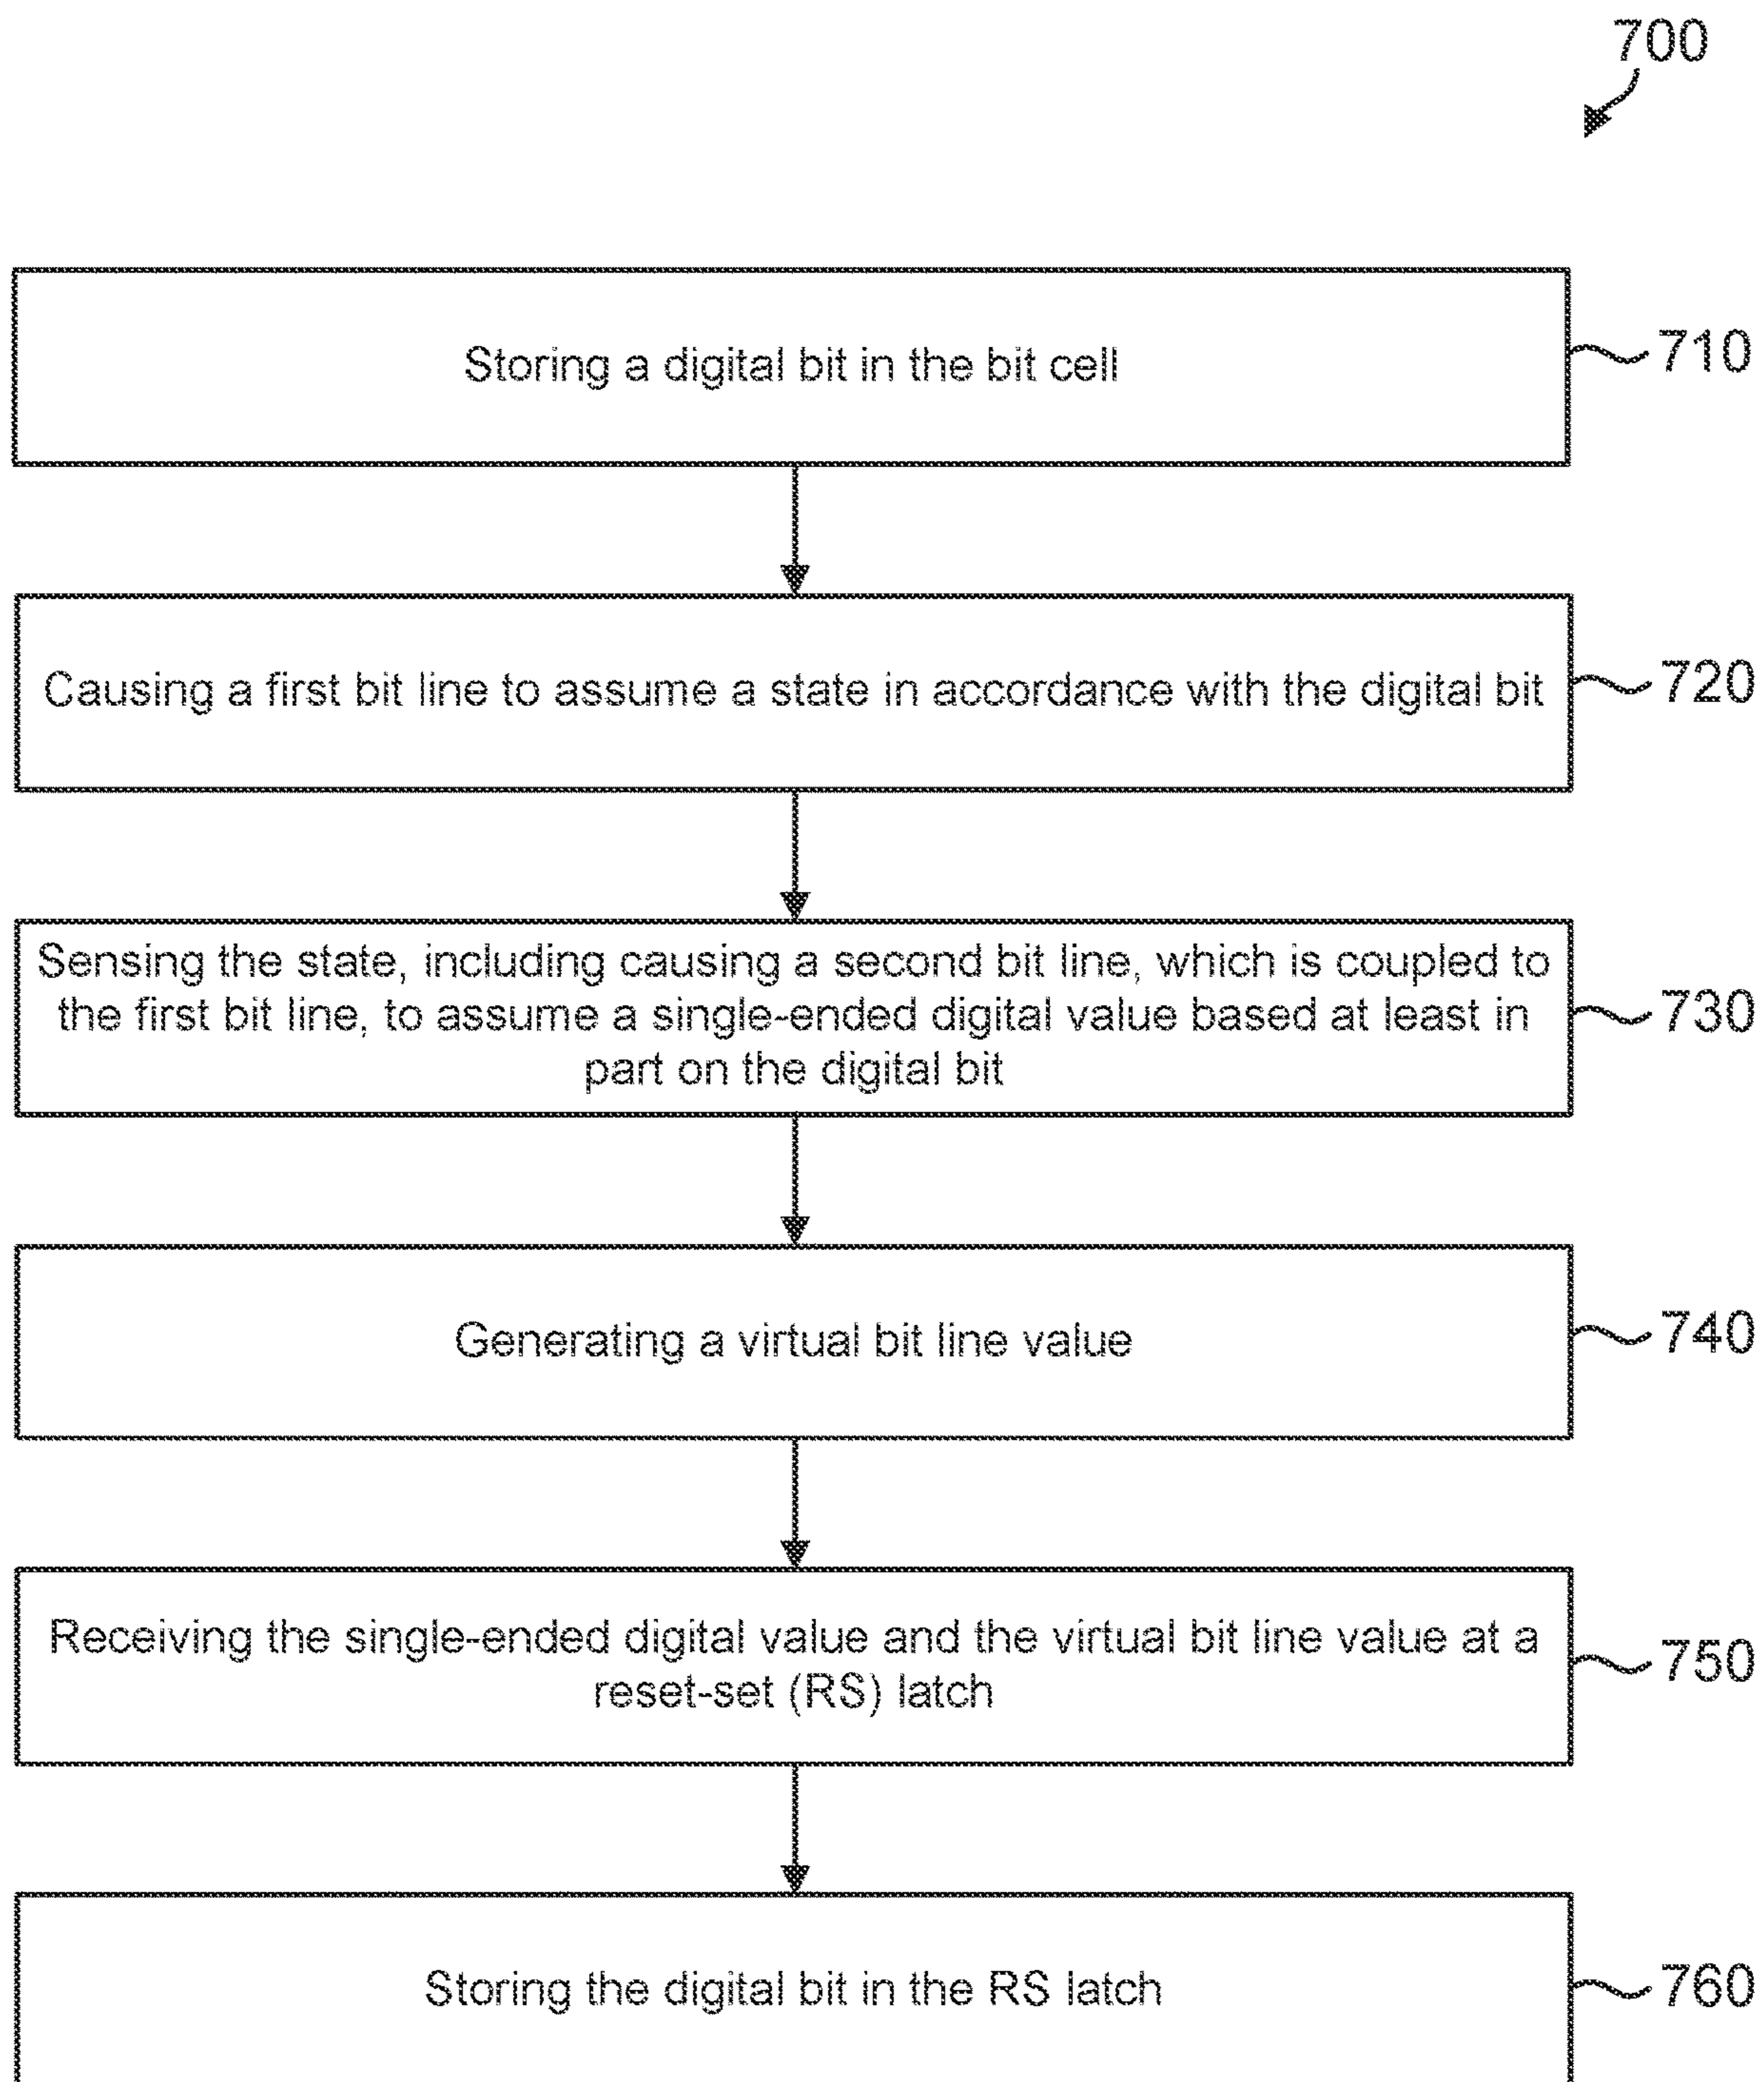 700
Storing a digital bit in the bit cell
710
Causing a first bit line to assume a state in accordance with the digital bit
720
Sensing the state, including causing a second bit line, which is coupled to
the first bit line, to assume a single-ended digital value based at least in
part on the digital bit
730
Generating a virtual bit line value
740
Receiving the single-ended digital value and the virtual bit line value at a
reset-set (RS) latch
750
Storing the digital bit in the RS latch
760